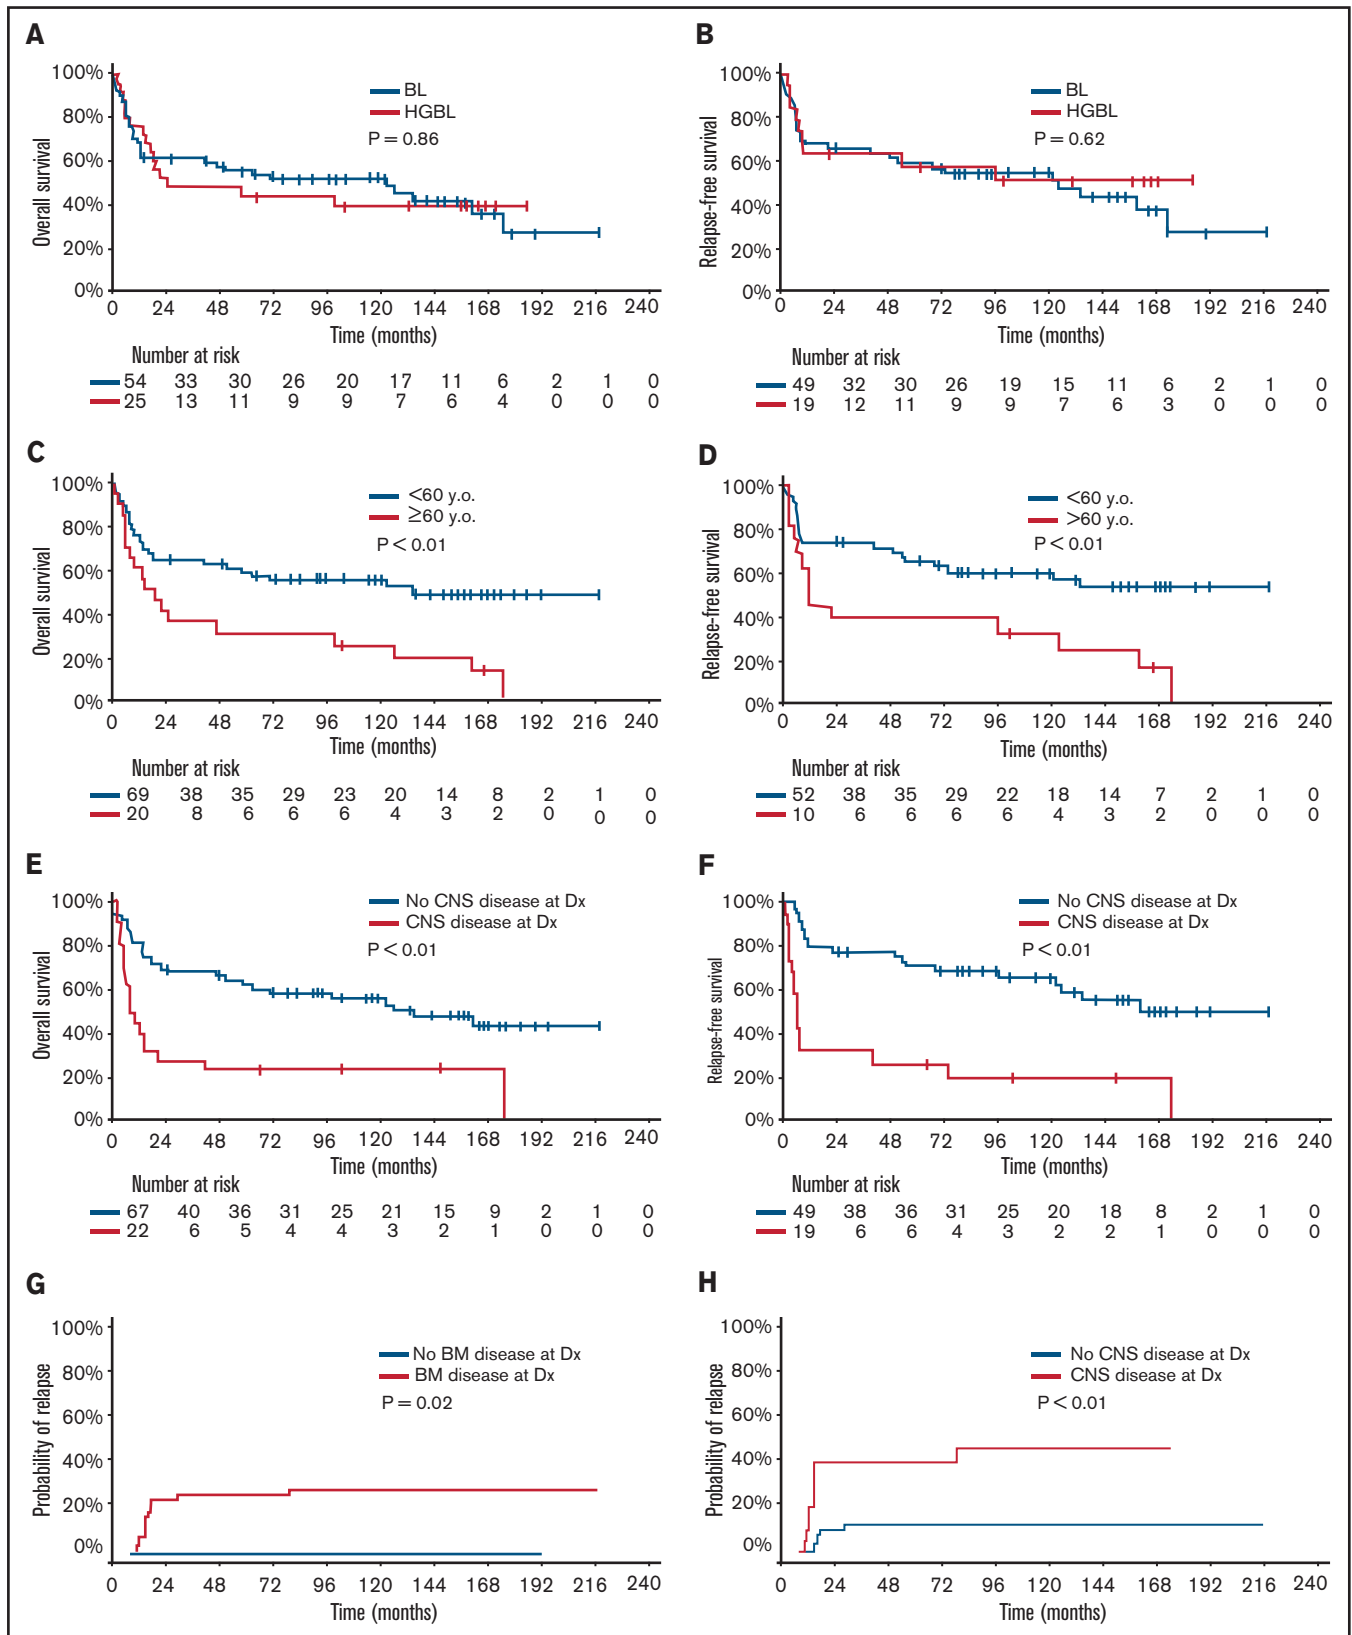 A
Overall survival
100%
80%
60%
40%
20%
0%
BL
HGBL
P = 0.86
0 24 48 72 96 120 144 168 192 216 240
Time (months)
Number at risk
54 33 30 26 20 17 11 6 2 1 0
25 13 11 9 9 7 6 4 0 0 0
B
Relapse-free survival
100%
80%
60%
40%
20%
0%
BL
HGBL
P = 0.62
0 24 48 72 96 120 144 168 192 216 240
Time (months)
Number at risk
49 32 30 26 19 15 11 6 2 1 0
19 12 11 9 9 7 6 3 0 0 0
C
Overall survival
100%
80%
60%
40%
20%
0%
<60 y.o.
≥60 y.o.
P < 0.01
0 24 48 72 96 120 144 168 192 216 240
Time (months)
Number at risk
69 38 35 29 23 20 14 8 2 1 0
20 8 6 6 6 4 3 2 0 0 0
D
Relapse-free survival
100%
80%
60%
40%
20%
0%
<60 y.o.
>60 y.o.
P < 0.01
0 24 48 72 96 120 144 168 192 216 240
Time (months)
Number at risk
52 38 35 29 22 18 14 7 2 1 0
10 6 6 6 6 4 3 2 0 0 0
E
Overall survival
100%
80%
60%
40%
20%
0%
No CNS disease at Dx
CNS disease at Dx
P < 0.01
0 24 48 72 96 120 144 168 192 216 240
Time (months)
Number at risk
67 40 36 31 25 21 15 9 2 1 0
22 6 5 4 4 3 2 1 0 0 0
F
Relapse-free survival
100%
80%
60%
40%
20%
0%
No CNS disease at Dx
CNS disease at Dx
P < 0.01
0 24 48 72 96 120 144 168 192 216 240
Time (months)
Number at risk
49 38 36 31 25 20 18 8 2 1 0
19 6 6 4 3 2 2 1 0 0 0
G
Probability of relapse
100%
80%
60%
40%
20%
0%
No BM disease at Dx
BM disease at Dx
P = 0.02
0 24 48 72 96 120 144 168 192 216 240
Time (months)
H
Probability of relapse
100%
80%
60%
40%
20%
0%
No CNS disease at Dx
CNS disease at Dx
P < 0.01
0 24 48 72 96 120 144 168 192 216 240
Time (months)